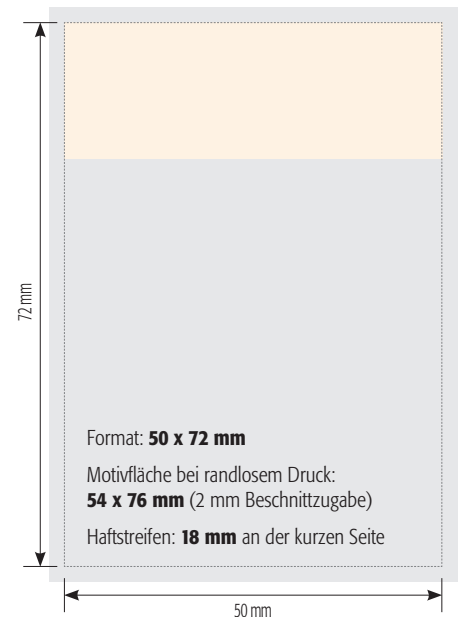 72 mm
Format: 50 x 72 mm
Motivfläche bei randlosem Druck:
54 x 76 mm (2 mm Beschnittzugabe)
Haftstreifen: 18 mm an der kurzen Seite
50 mm